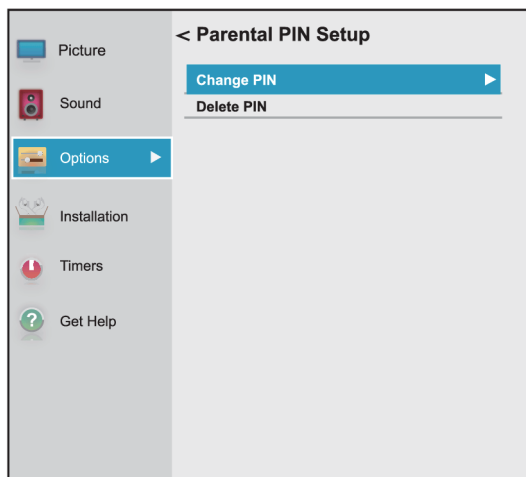 Picture
Sound
Options
Installation
Timers
Get Help
< Parental PIN Setup
Change PIN
Delete PIN